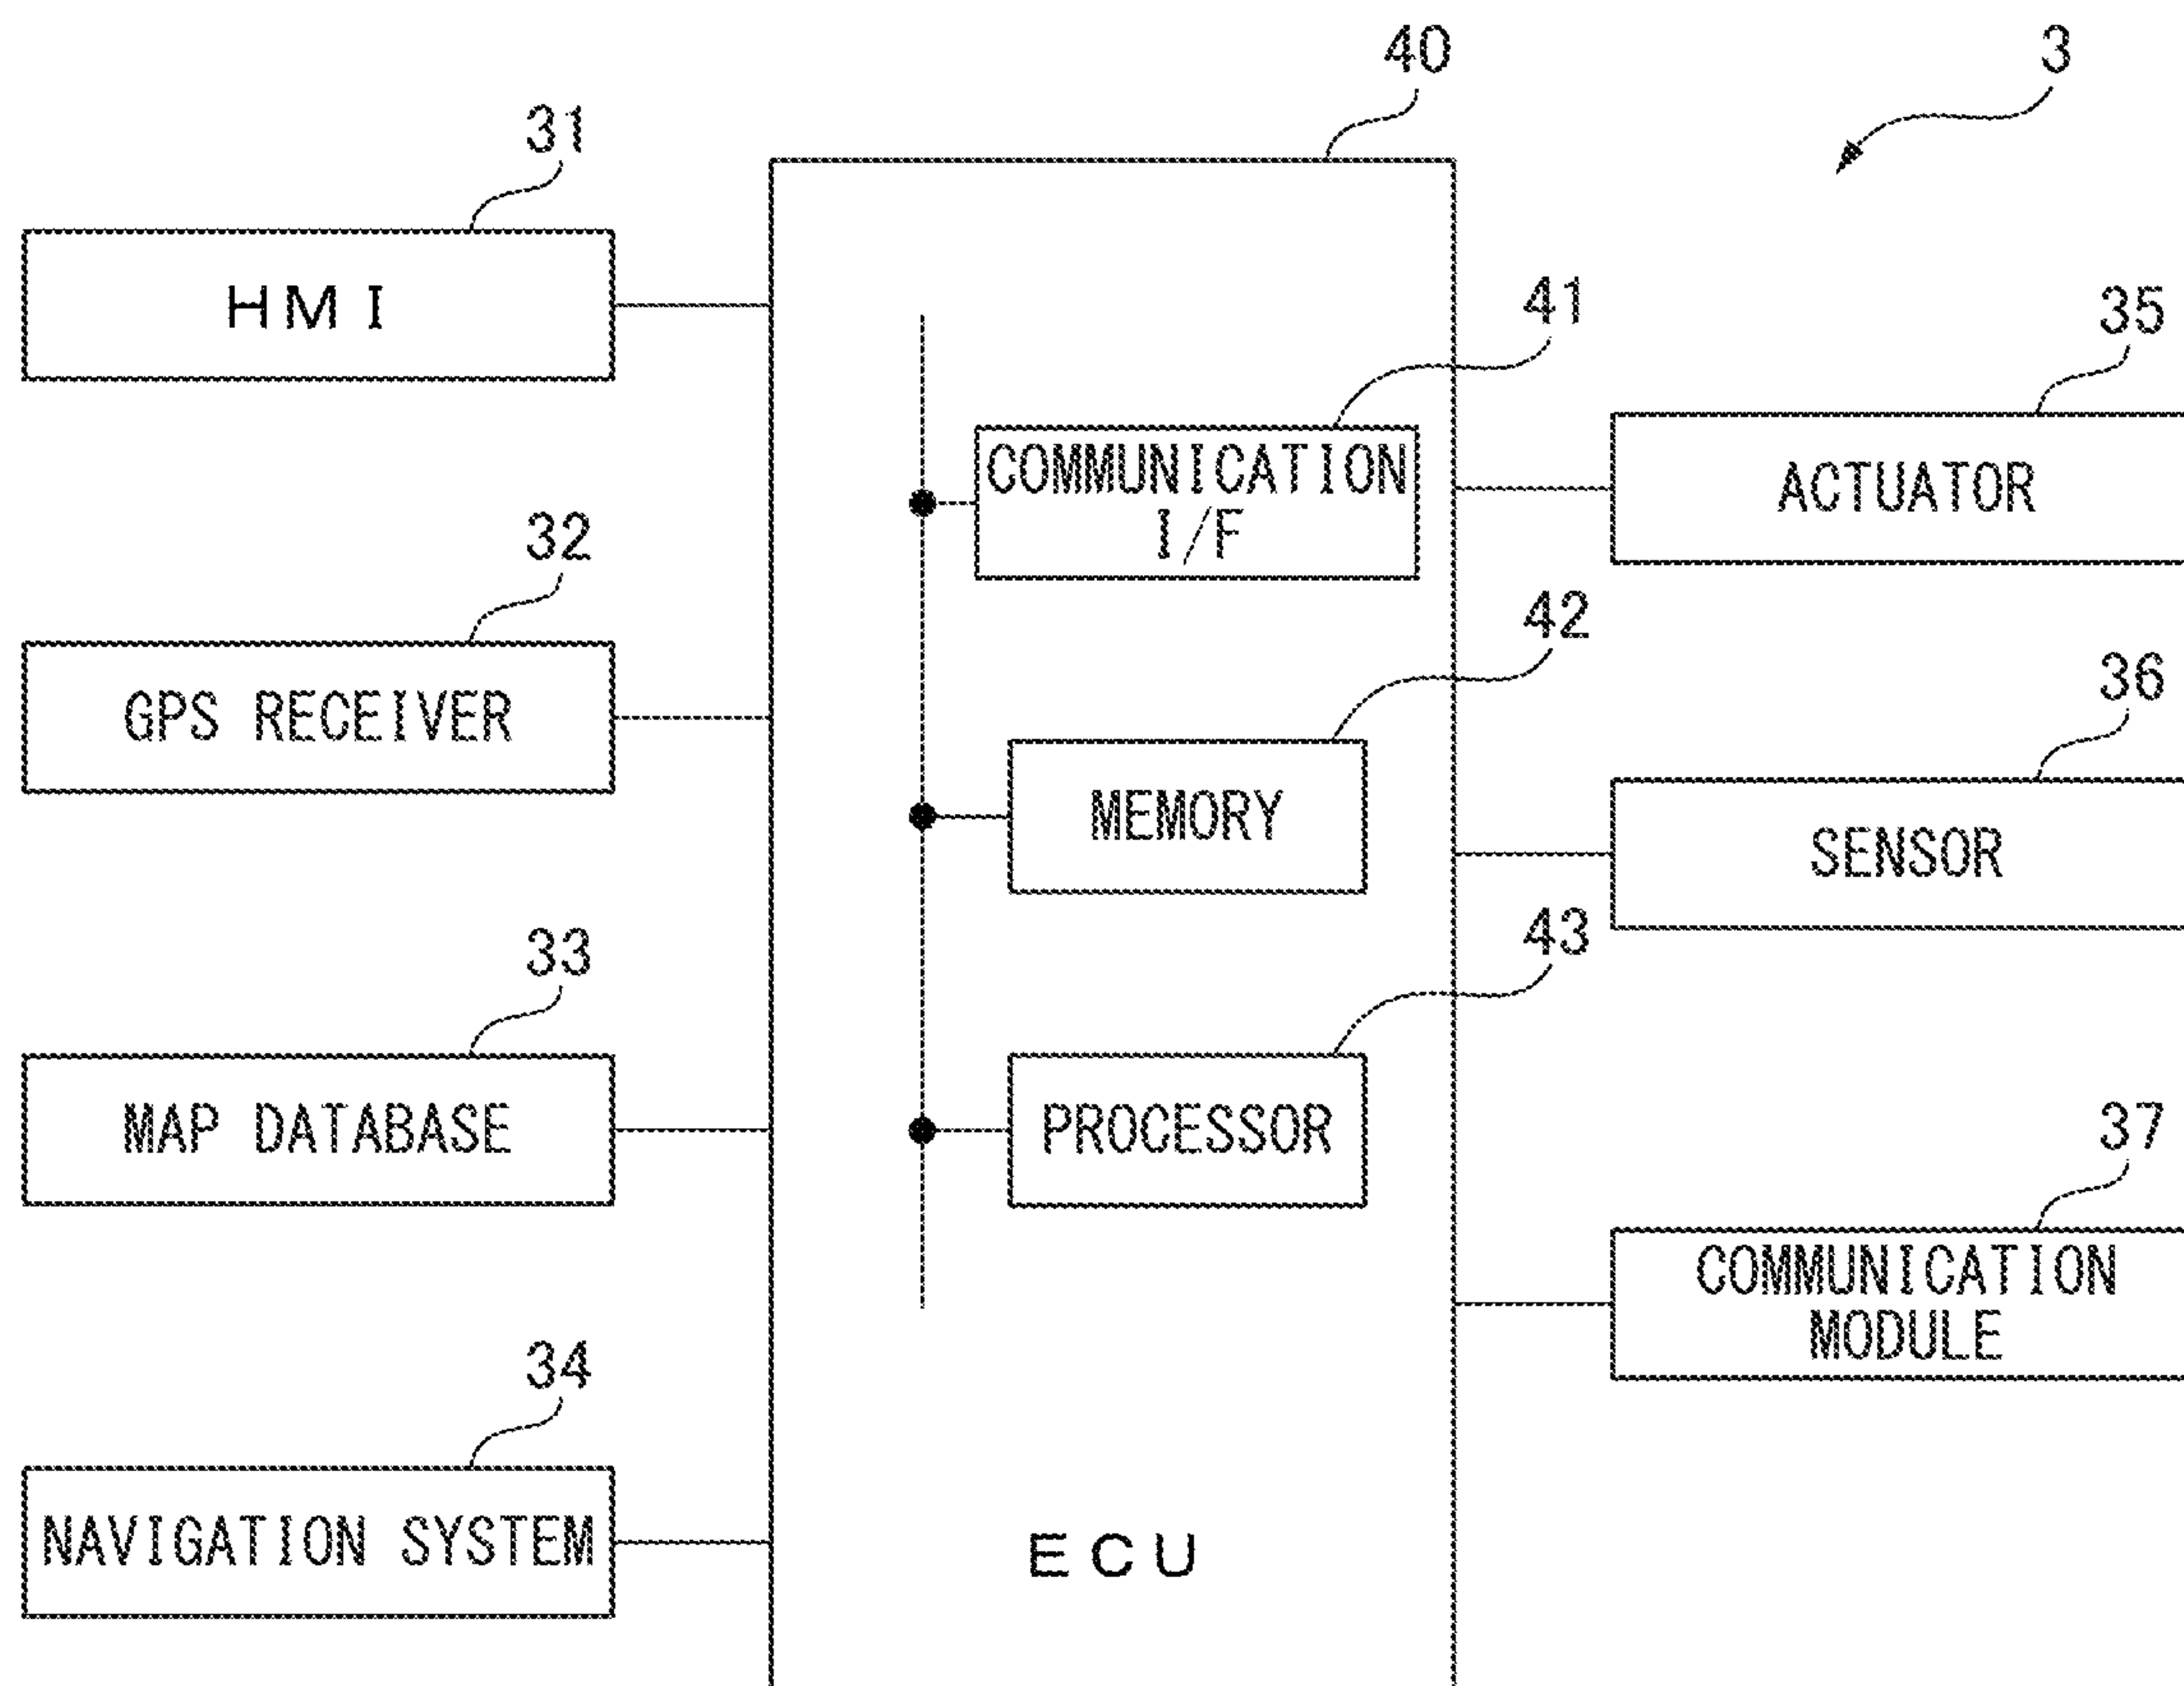 40
3
31
HMI
41
35
COMMUNICATION
I/F
ACTUATOR
32
42
GPS RECEIVER
36
MEMORY
SENSOR
33
43
MAP DATABASE
PROCESSOR
37
COMMUNICATION
MODULE
34
NAVIGATION SYSTEM
ECU